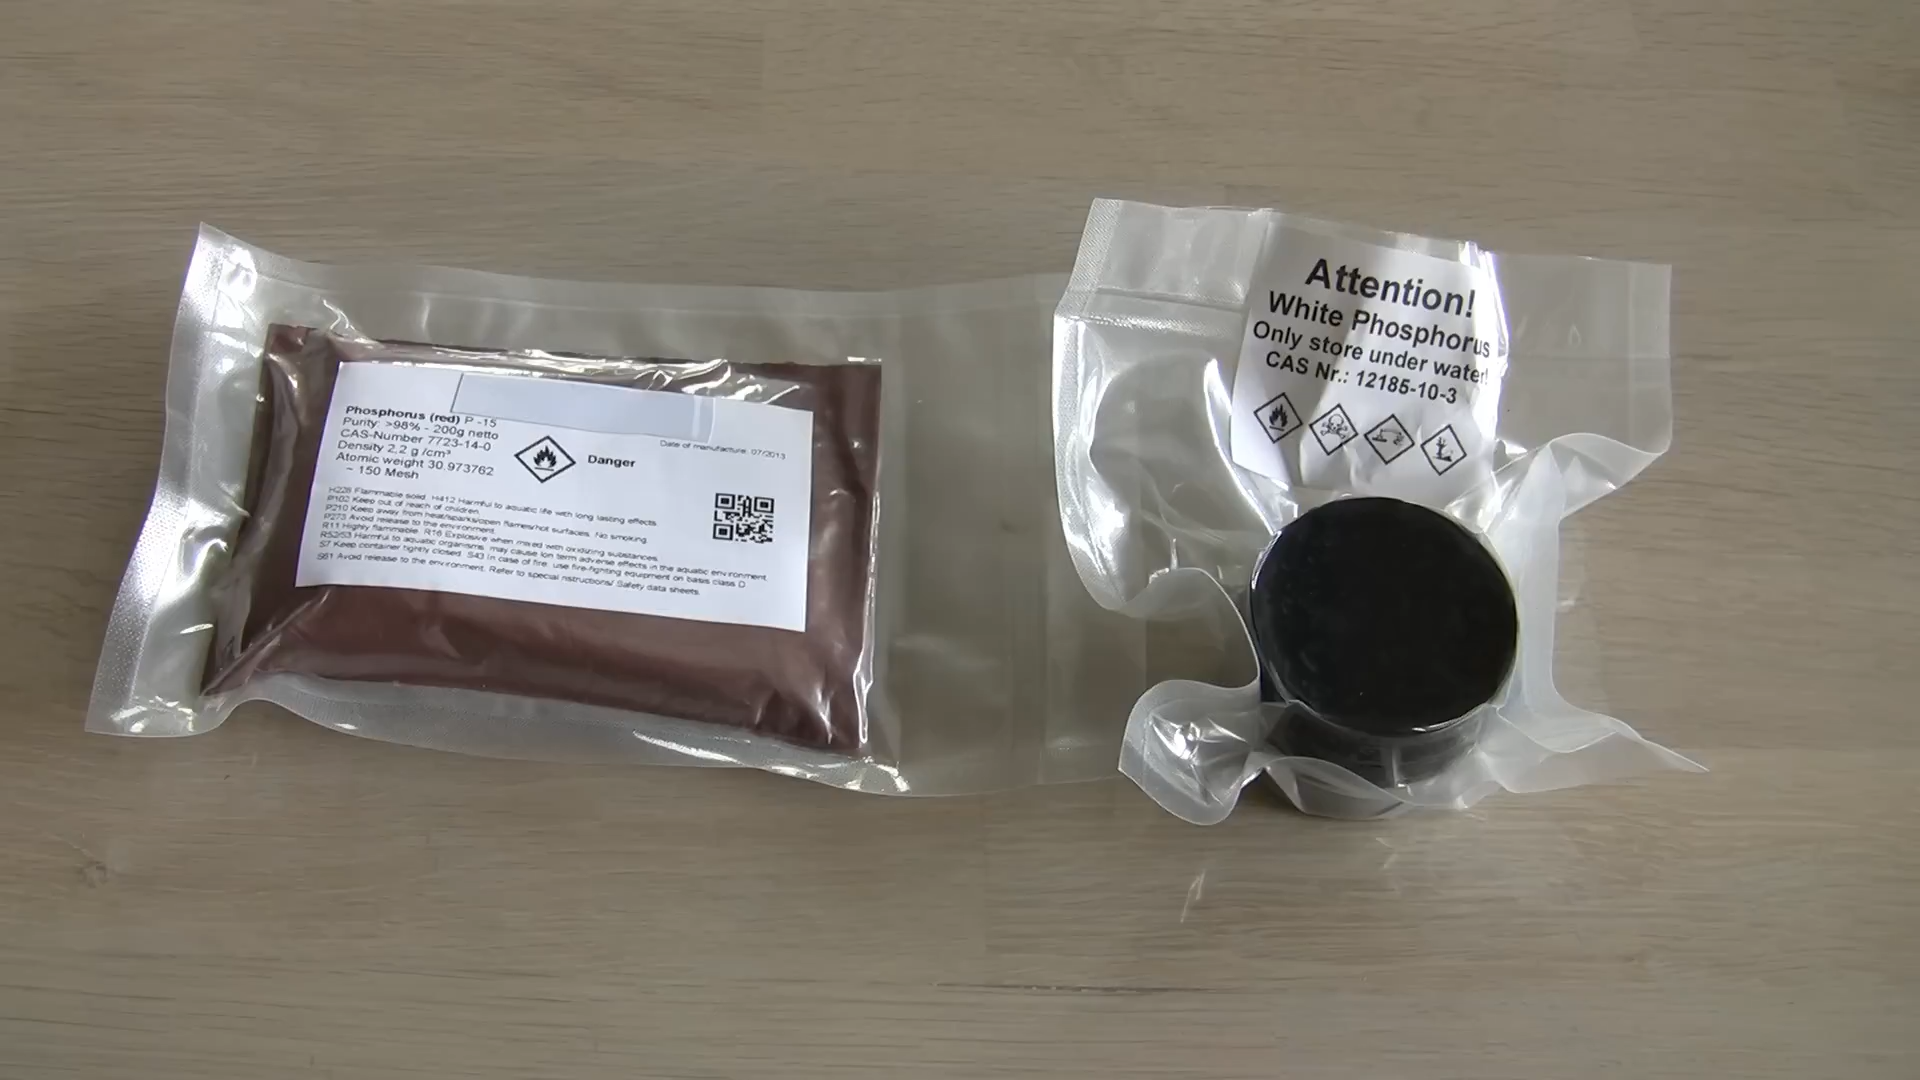 Phosphorus (red) P -15
Purity: >98% - 200g netto
CAS-Number 7723-14-0
Density 2,2 g /cm³
Atomic weight 30.973762
~ 150 Mesh
Danger
Date of manufacture: 07/2013
H228 Flammable solid. H412 Harmful to aquatic life with long lasting effects
P102 Keep out of reach of children.
P210 Keep away from heat/sparks/open flames/hot surfaces. No smoking.
P273 Avoid release to the environment.
R11 Highly flammable. R16 Explosive when mixed with oxidizing substances
R52/53 Harmful to aquatic organisms, may cause lon term adverse effects in the aquatic environment
S7 Keep container tightly closed. S43 In case of fire, use fire-fighting equipment on basis class D
S61 Avoid release to the environment. Refer to special nstructions/ Safety data sheets.
Attention!
White Phosphorus
Only store under water!
CAS Nr.: 12185-10-3